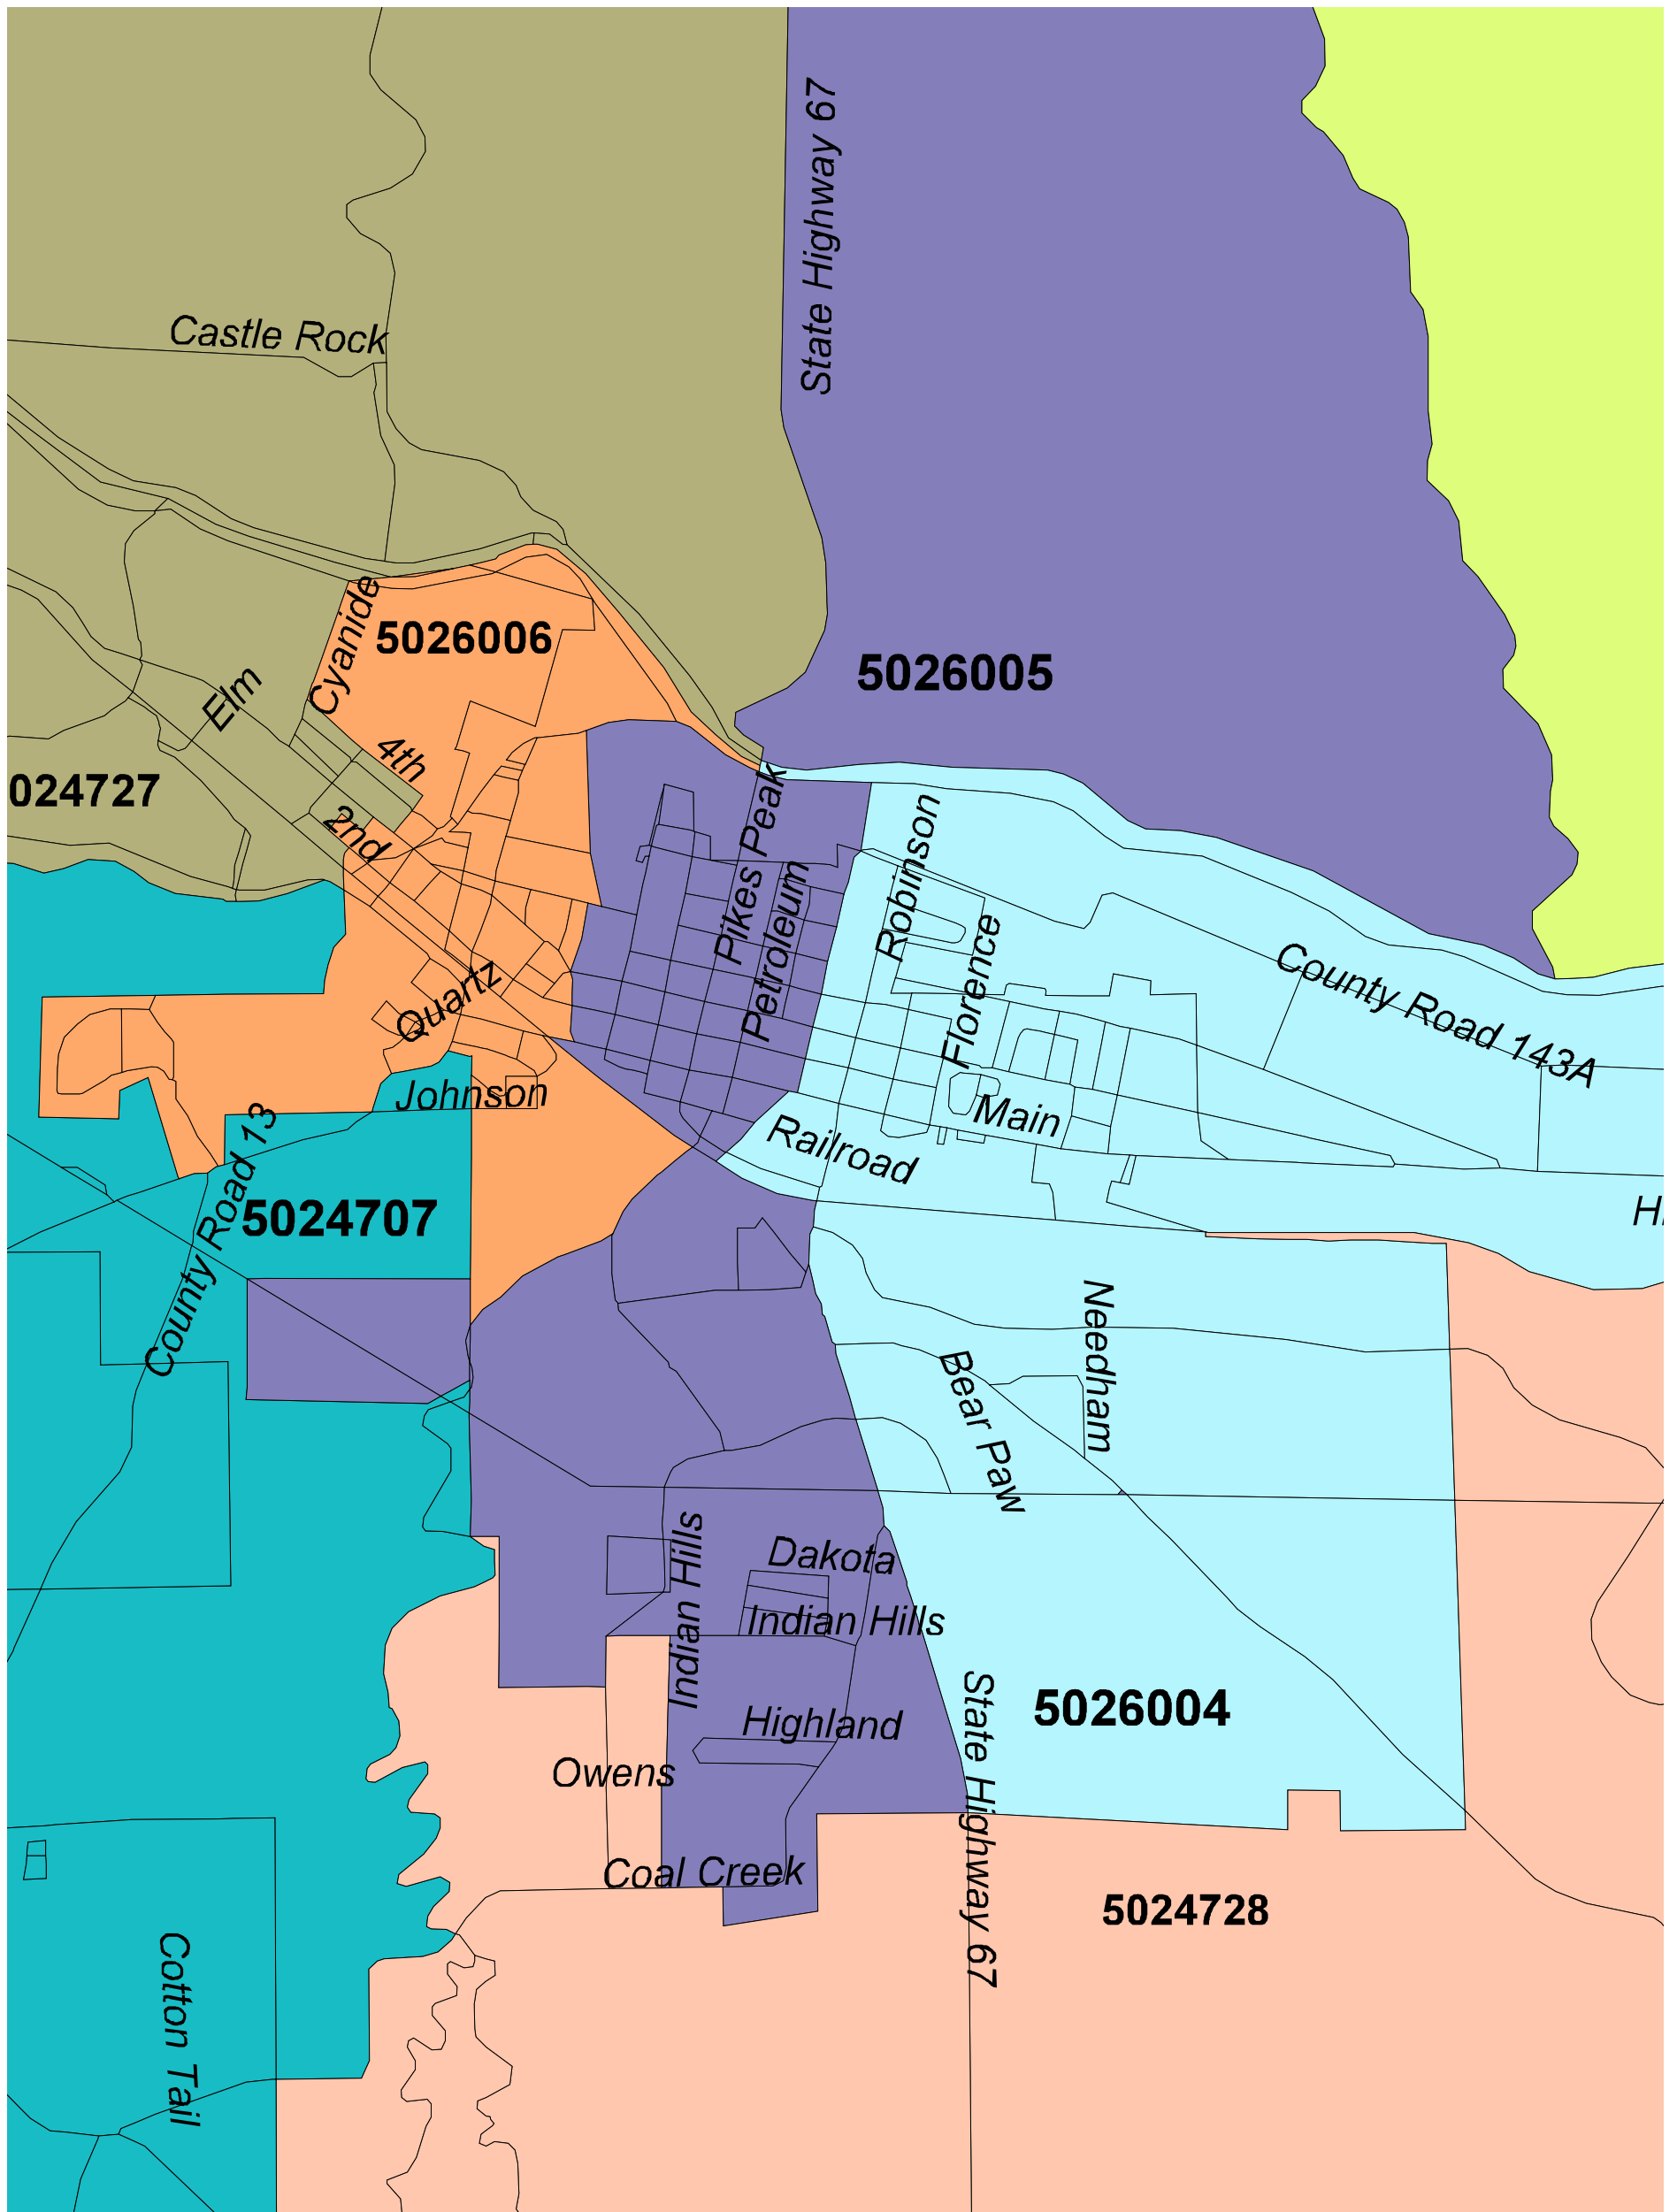 State Highway 67
Castle Rock
Cyanide
5026006
5026005
Elm
4th
024727
2nd
Pikes Peak
Petroleum
Robinson
Florence
County Road 143A
Quartz
Johnson
Main
Railroad
County Road 13
5024707
Hi
Needham
Bear Paw
Indian Hills
Dakota
Indian Hills
State Highway 67
5026004
Highland
Owens
Coal Creek
5024728
Cotton Tail